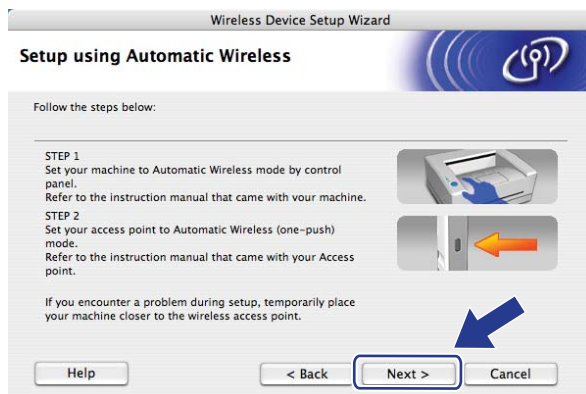 Wireless Device Setup Wizard
Setup using Automatic Wireless
Follow the steps below:
STEP 1
Set your machine to Automatic Wireless mode by control
panel.
Refer to the instruction manual that came with your machine.
STEP 2
Set your access point to Automatic Wireless (one-push)
mode.
Refer to the instruction manual that came with your Access
point.
If you encounter a problem during setup, temporarily place
your machine closer to the wireless access point.
Help
< Back
Next >
Cancel